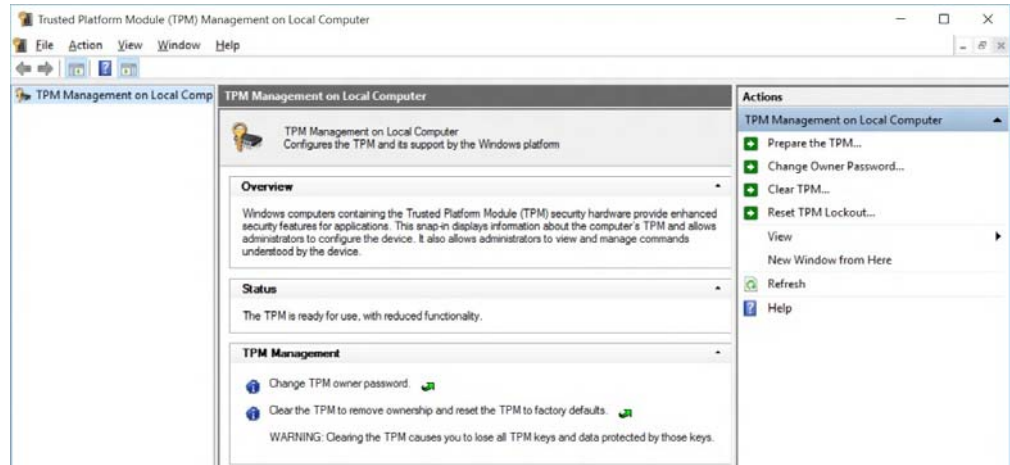 Trusted Platform Module (TPM) Management on Local Computer
File Action View Window Help
TPM Management on Local Comp
TPM Management on Local Computer
TPM Management on Local Computer
Configures the TPM and its support by the Windows platform
Overview
Windows computers containing the Trusted Platform Module (TPM) security hardware provide enhanced
security features for applications. This snap-in displays information about the computer's TPM and allows
administrators to configure the device. It also allows administrators to view and manage commands
understood by the device.
Status
The TPM is ready for use, with reduced functionality.
TPM Management
Change TPM owner password.
Clear the TPM to remove ownership and reset the TPM to factory defaults.
WARNING: Clearing the TPM causes you to lose all TPM keys and data protected by those keys.
Actions
TPM Management on Local Computer
Prepare the TPM...
Change Owner Password...
Clear TPM...
Reset TPM Lockout...
View
New Window from Here
Refresh
Help